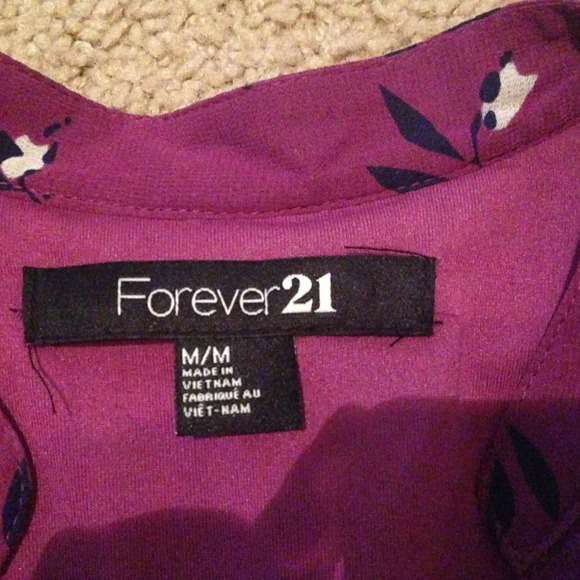 Forever21
M/M
MADE IN
VIETNAM
FABRIQUÉ AU
VIÊT-NAM